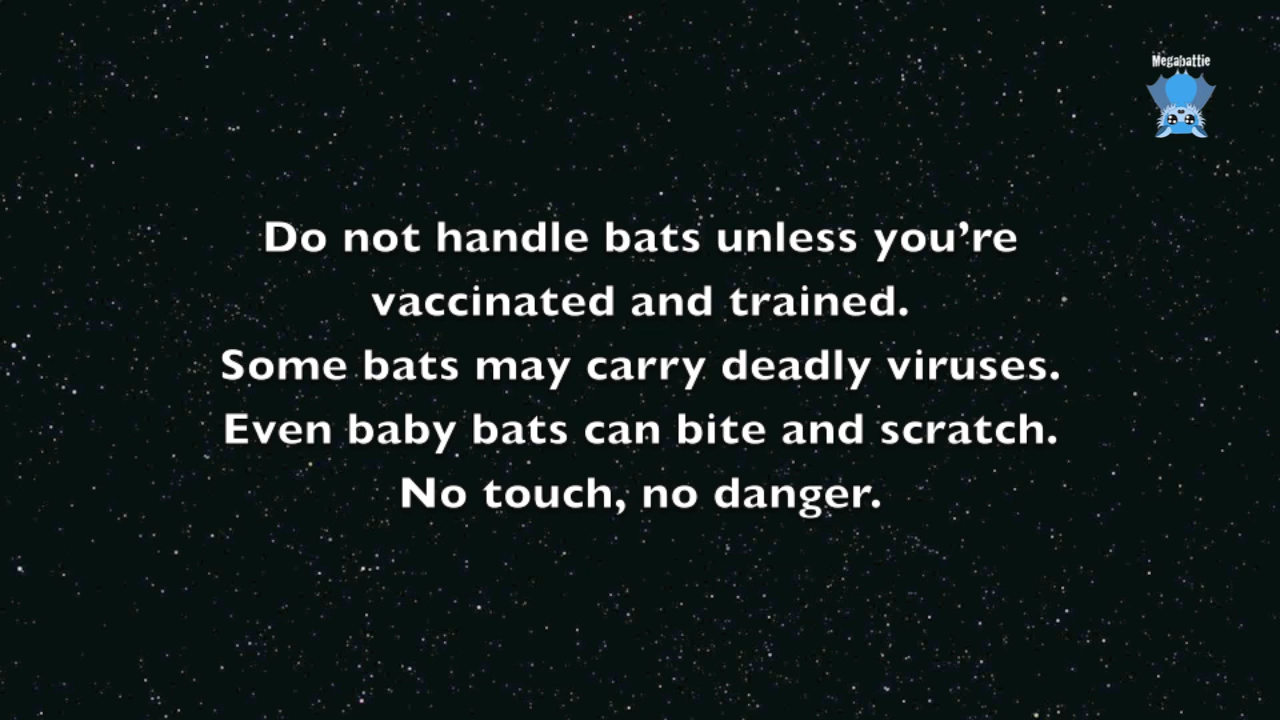 Megabattie
Do not handle bats unless you’re
vaccinated and trained.
Some bats may carry deadly viruses.
Even baby bats can bite and scratch.
No touch, no danger.